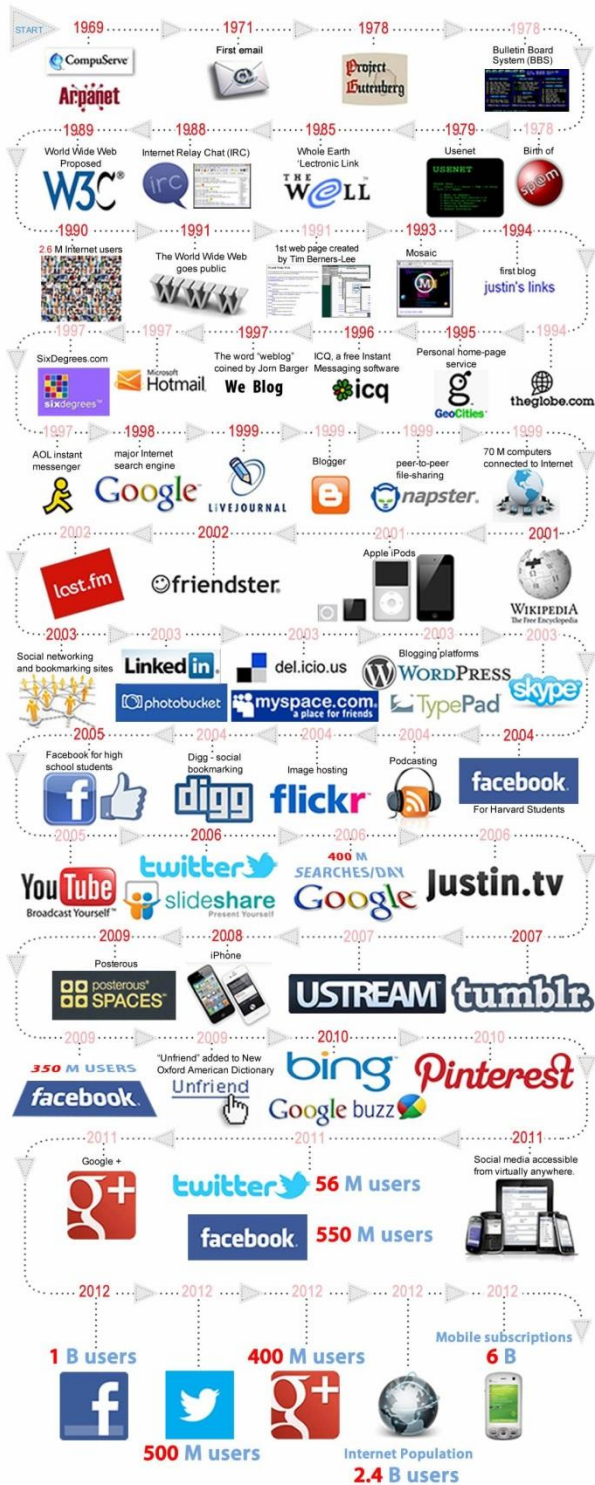 START
1969
CompuServe
Arpanet
1971
First email
@
1978
Project
Gutenberg
1978
Bulletin Board
System (BBS)
1978
Birth of
sp@m
1979
Usenet
USENET
1985
Whole Earth
'Lectronic Link
THE
W@LL
1988
Internet Relay Chat (IRC)
irc
1989
World Wide Web
Proposed
W3C®
1990
2.6 M Internet users
1991
The World Wide Web
goes public
WWW
1991
1st web page created
by Tim Berners-Lee
1993
Mosaic
M
1994
first blog
justin's links
1994
theglobe.com
1995
Personal home-page
service
g
GeoCities
1996
ICQ, a free Instant
Messaging software
icq
1997
The word "weblog"
coined by Jorn Barger
We Blog
1997
Microsoft
Hotmail
1997
SixDegrees.com
sixdegrees™
1997
AOL instant
messenger
1998
major Internet
search engine
Google™
1999
LIVEJOURNAL
1999
Blogger
B
1999
peer-to-peer
file-sharing
napster.
1999
70 M computers
connected to Internet
2001
WIKIPEDIA
The Free Encyclopedia
2001
Apple iPods
2002
friendster.
2002
last.fm
2003
Social networking
and bookmarking sites
2003
Linked in.
photobucket
2003
del.icio.us
myspace.com.
a place for friends
2003
Blogging platforms
WORDPRESS
TypePad
2003
skype
2004
facebook.
For Harvard Students
2004
Podcasting
2004
Image hosting
flickr
2004
Digg - social
bookmarking
digg
2005
Facebook for high
school students
f
2005
YouTube
Broadcast Yourself™
2006
twitter
slideshare
Present Yourself
2006
400 M
SEARCHES/DAY
Google
2006
Justin.tv
2007
tumblr.
2007
USTREAM
2008
iPhone
2009
Posterous
posterous®
SPACES™
2009
350 M USERS
facebook.
2009
"Unfriend" added to New
Oxford American Dictionary
Unfriend
2010
bing™
Google buzz
2010
Pinterest
2011
Social media accessible
from virtually anywhere.
2011
twitter 56 M users
facebook. 550 M users
2011
Google +
g+
2012
1 B users
f
2012
500 M users
2012
400 M users
g+
2012
Internet Population
2.4 B users
2012
Mobile subscriptions
6 B